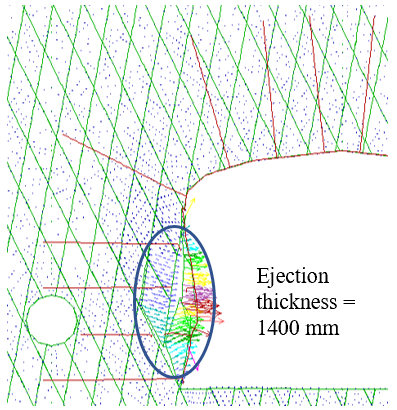 Ejection
thickness =
1400 mm